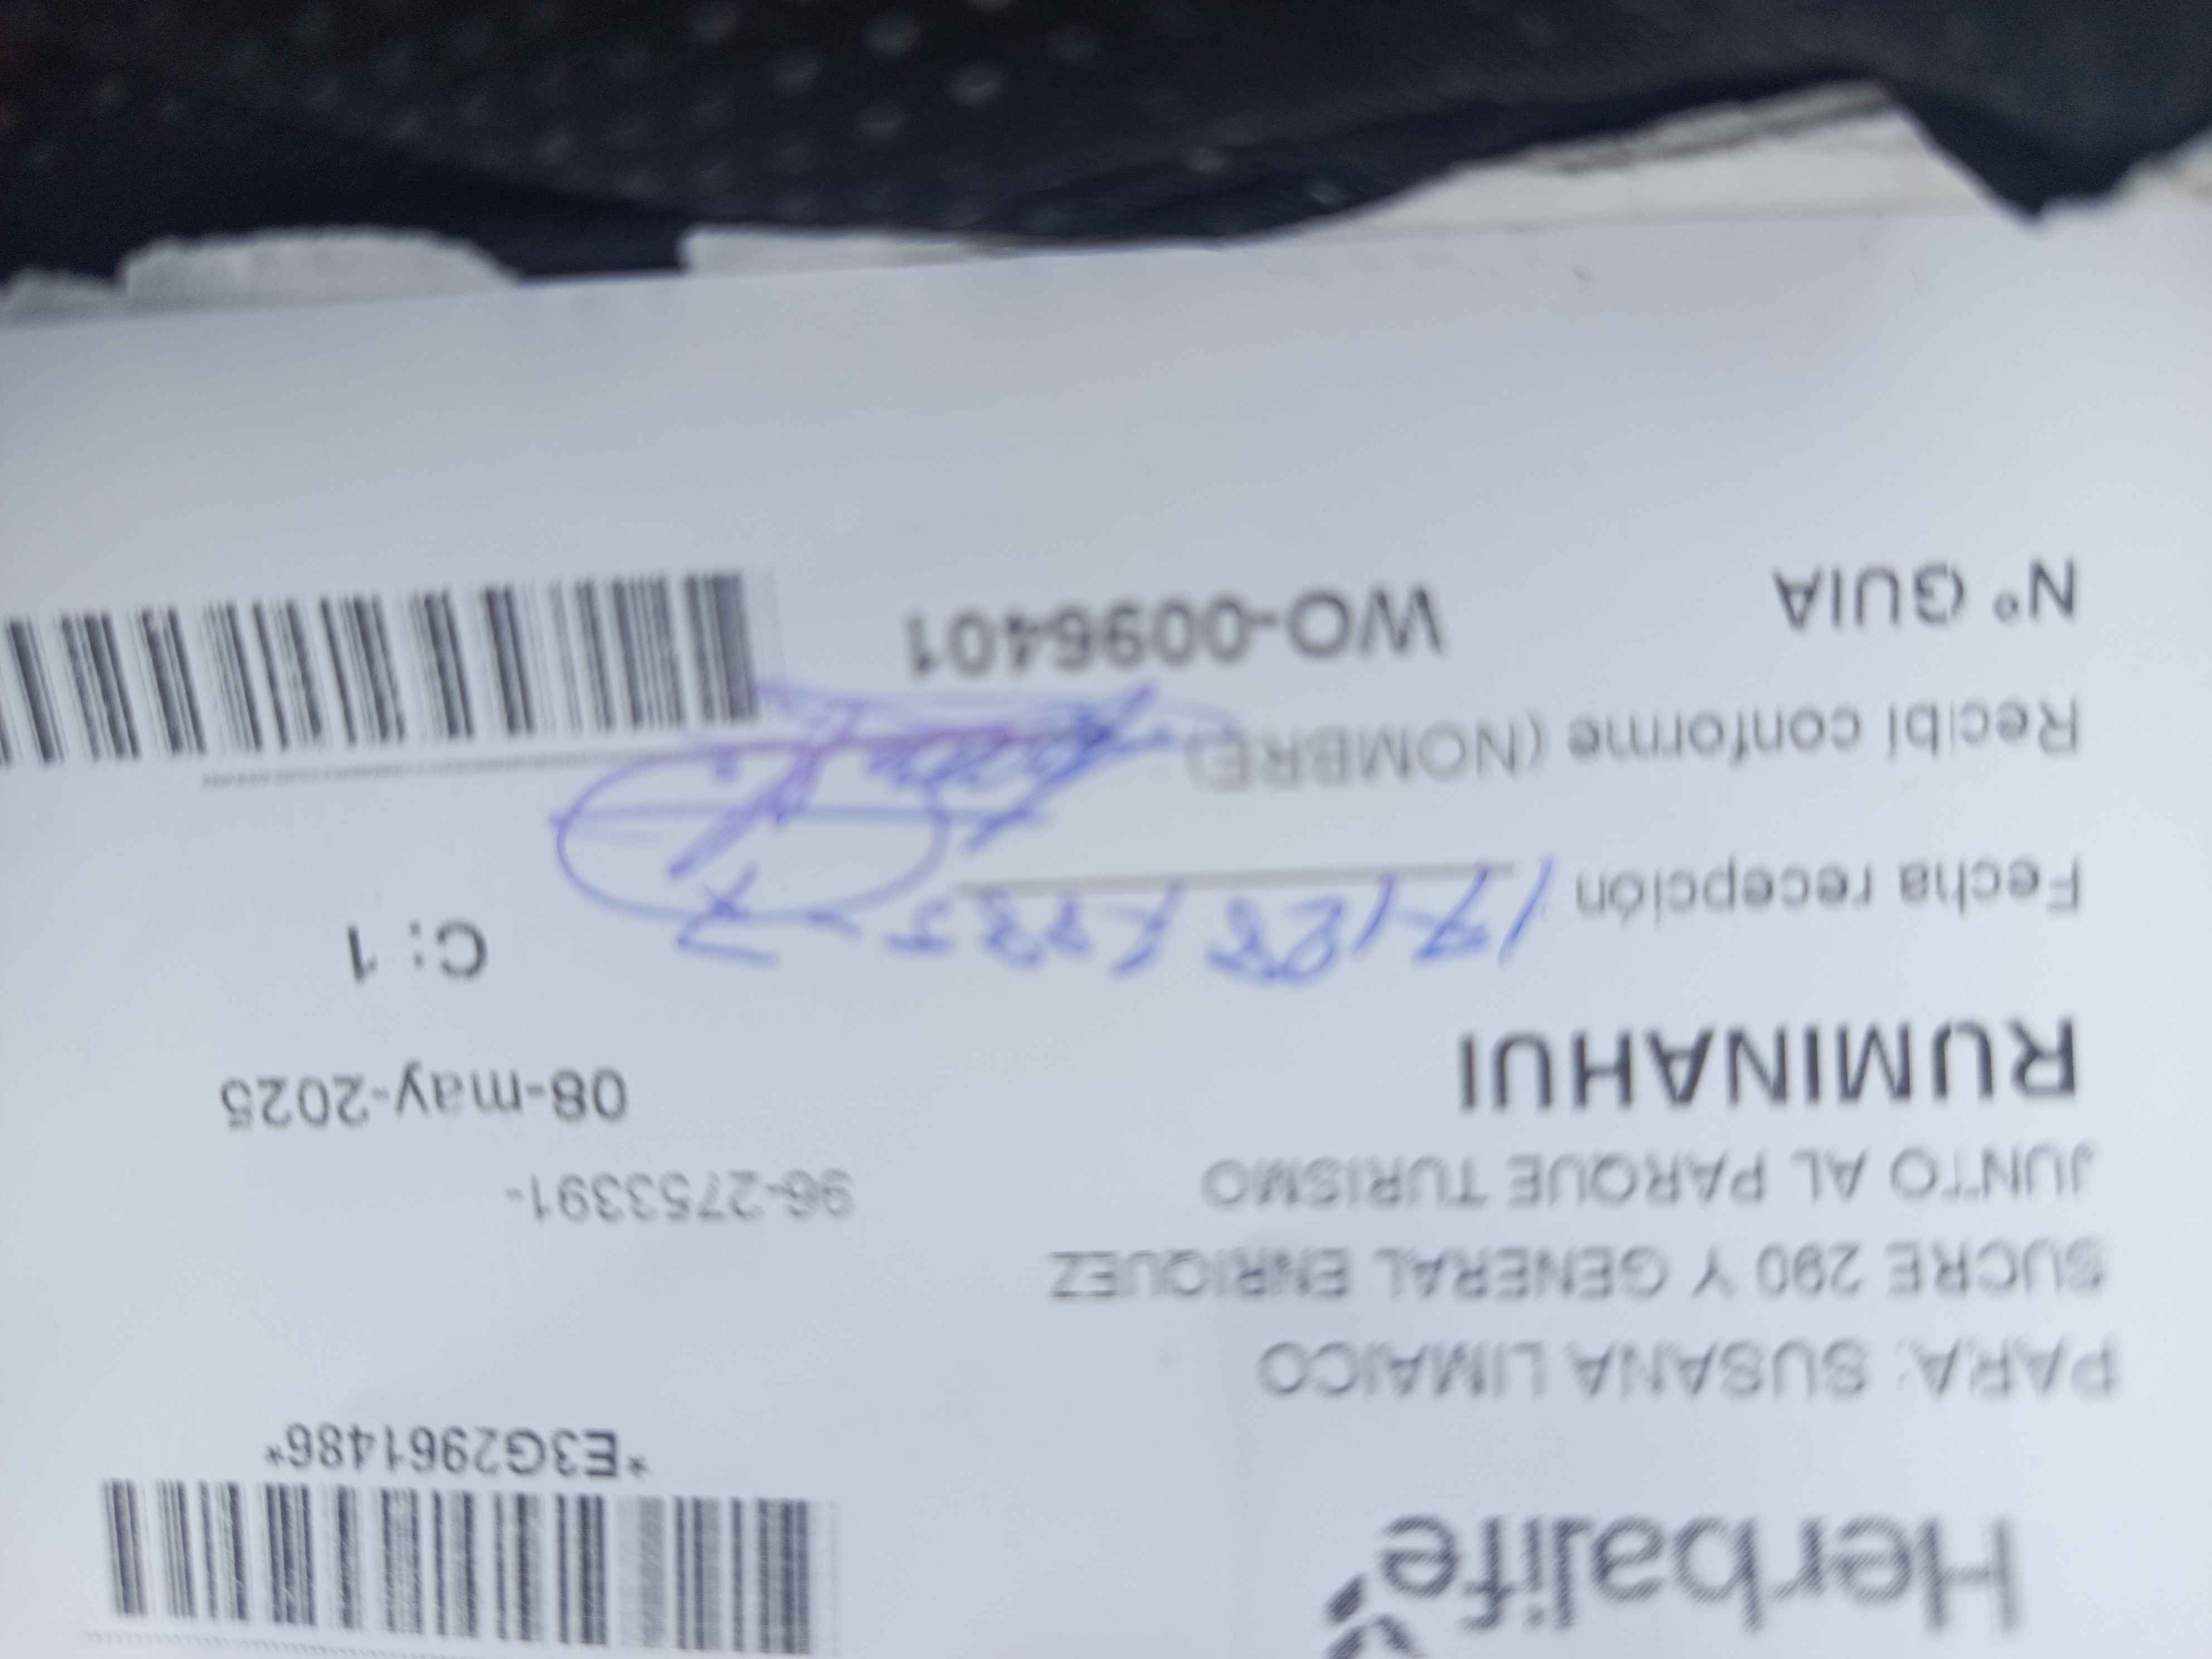 Herbalife
*E3G2961486*
PARA: SUSANA LIMAICO
SUCRE 290 Y GENERAL ENRIQUEZ
JUNTO AL PARQUE TURISMO
96-2753391-
RUMINAHUI
08-may-2025
Fecha recepción
C: 1
Recibí conforme (NOMBRE)
N° GUIA WO-0096401